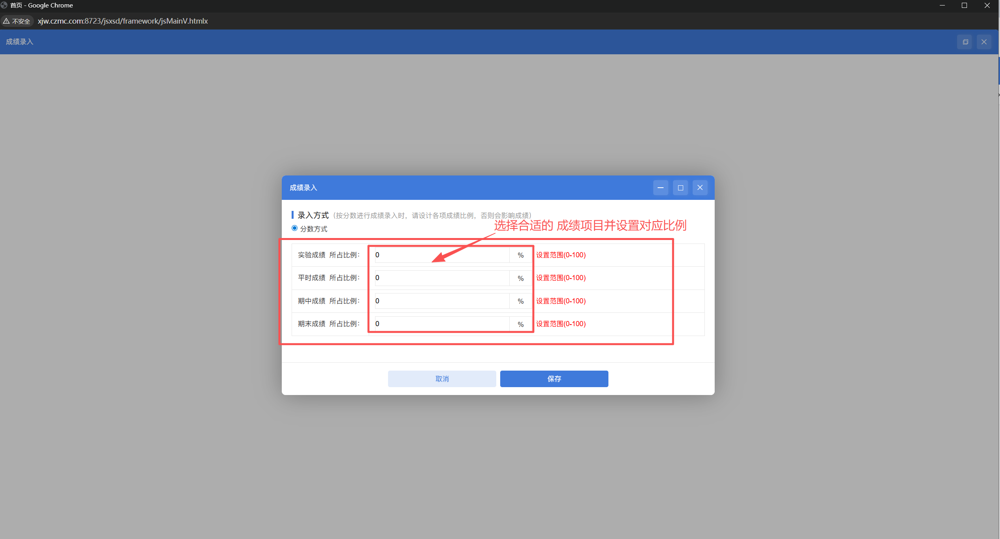 首页 - Google Chrome
不安全 xjw.czmc.com:8723/jsxsd/framework/jsMainV.htmlx
成绩录入
成绩录入
录入方式（按分数进行成绩录入时，请设计各项成绩比例，否则会影响成绩）
选择合适的 成绩项目并设置对应比例
分数方式
实验成绩 所占比例： 0 % 设置范围(0-100)
平时成绩 所占比例： 0 % 设置范围(0-100)
期中成绩 所占比例： 0 % 设置范围(0-100)
期末成绩 所占比例： 0 % 设置范围(0-100)
取消 保存